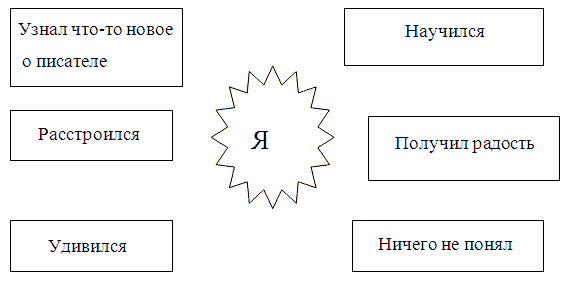 Узнал что-то новое
о писателе
Научился
Расстроился
Я
Получил радость
Удивился
Ничего не понял